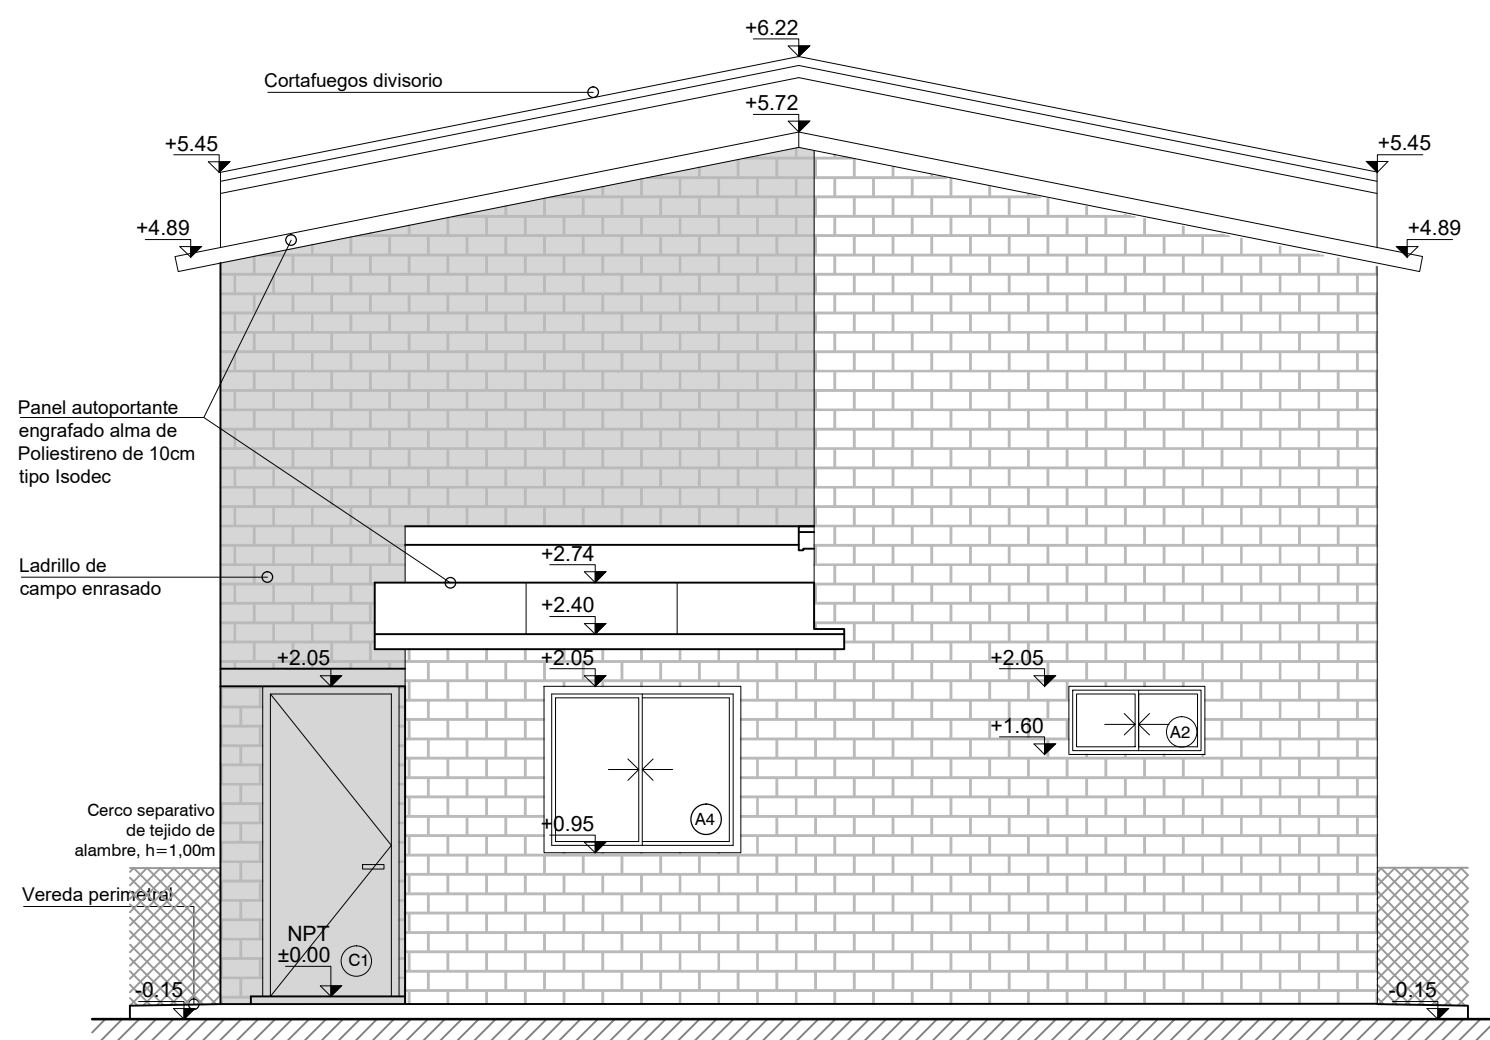 +6.22
Cortafuegos divisorio
+5.72
+5.45
+5.45
+4.89
+4.89
Panel autoportante
engrafado alma de
Poliestireno de 10cm
tipo Isodec
+2.74
Ladrillo de
campo enrasado
+2.40
+2.05
+2.05
+2.05
+1.60
A2
Cerco separativo
de tejido de
alambre, h=1,00m
+0.95
A4
Vereda perimetral
NPT
±0.00
C1
-0.15
-0.15